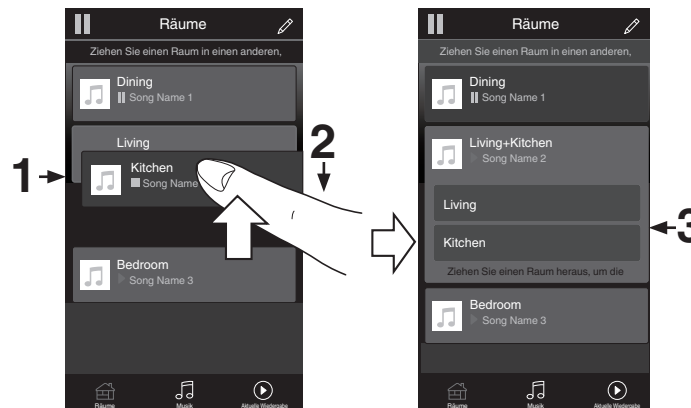 Räume
Ziehen Sie einen Raum in einen anderen,
Dining
Song Name 1
Living
Kitchen
Song Name
Bedroom
Song Name 3
Räume
Musik
Aktuelle Wiedergabe
1
2
Räume
Ziehen Sie einen Raum in einen anderen,
Dining
Song Name 1
Living+Kitchen
Song Name 2
Living
Kitchen
Ziehen Sie einen Raum heraus, um die
Bedroom
Song Name 3
Räume
Musik
Aktuelle Wiedergabe
3